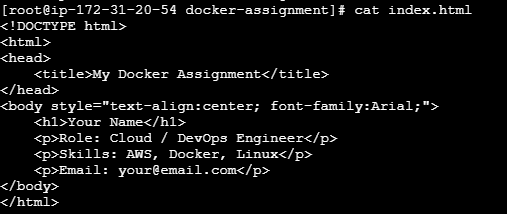 [root@ip-172-31-20-54 docker-assignment]# cat index.html
<!DOCTYPE html>
<html>
<head>
    <title>My Docker Assignment</title>
</head>
<body style="text-align:center; font-family:Arial;">
    <h1>Your Name</h1>
    <p>Role: Cloud / DevOps Engineer</p>
    <p>Skills: AWS, Docker, Linux</p>
    <p>Email: your@email.com</p>
</body>
</html>